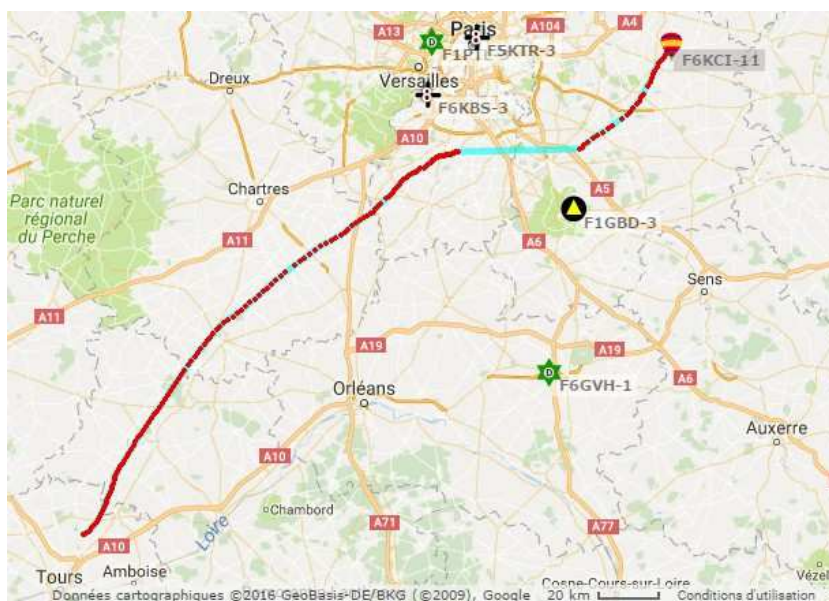 Paris
A104
A4
A13
F1PT
F5KTR-3
F6KCI-11
Dreux
Versailles
F6KBS-3
A10
Chartres
A5
Parc naturel
régional
du Perche
F1GBD-3
A11
A6
Sens
A11
A19
A19
F6GVH-1
A6
Orléans
Auxerre
A10
Chambord
Loire
A71
A77
A10
Tours
Amboise
Cosne-Cours-sur-Loire
Données cartographiques ©2016 GeoBasis-DE/BKG (©2009), Google
20 km
Conditions d'utilisation